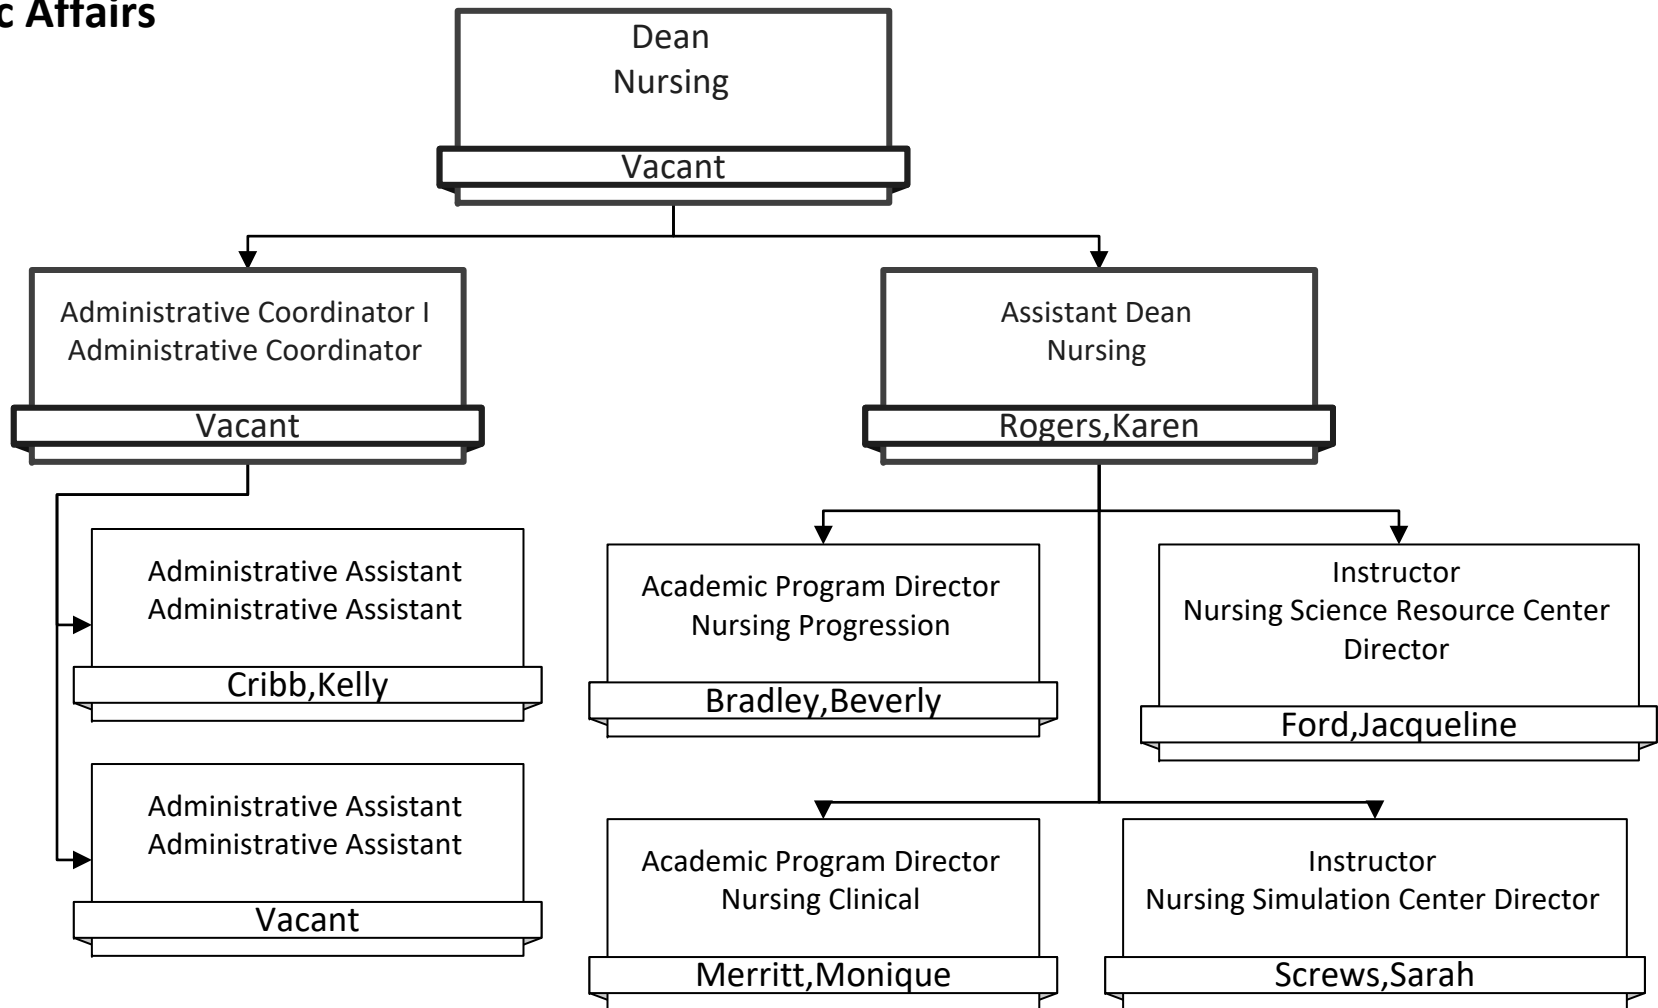 c Affairs
Dean
Nursing
Vacant
Administrative Coordinator I
Administrative Coordinator
Vacant
Assistant Dean
Nursing
Rogers,Karen
Administrative Assistant
Administrative Assistant
Cribb,Kelly
Academic Program Director
Nursing Progression
Bradley,Beverly
Instructor
Nursing Science Resource Center
Director
Ford,Jacqueline
Administrative Assistant
Administrative Assistant
Vacant
Academic Program Director
Nursing Clinical
Merritt,Monique
Instructor
Nursing Simulation Center Director
Screws,Sarah